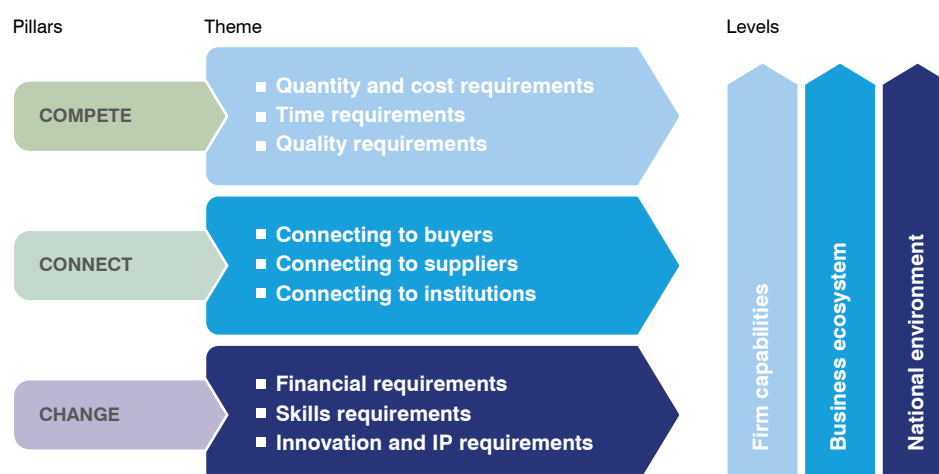 Pillars
Theme
Levels
COMPETE
Quantity and cost requirements
Time requirements
Quality requirements
CONNECT
Connecting to buyers
Connecting to suppliers
Connecting to institutions
CHANGE
Financial requirements
Skills requirements
Innovation and IP requirements
Firm capabilities
Business ecosystem
National environment